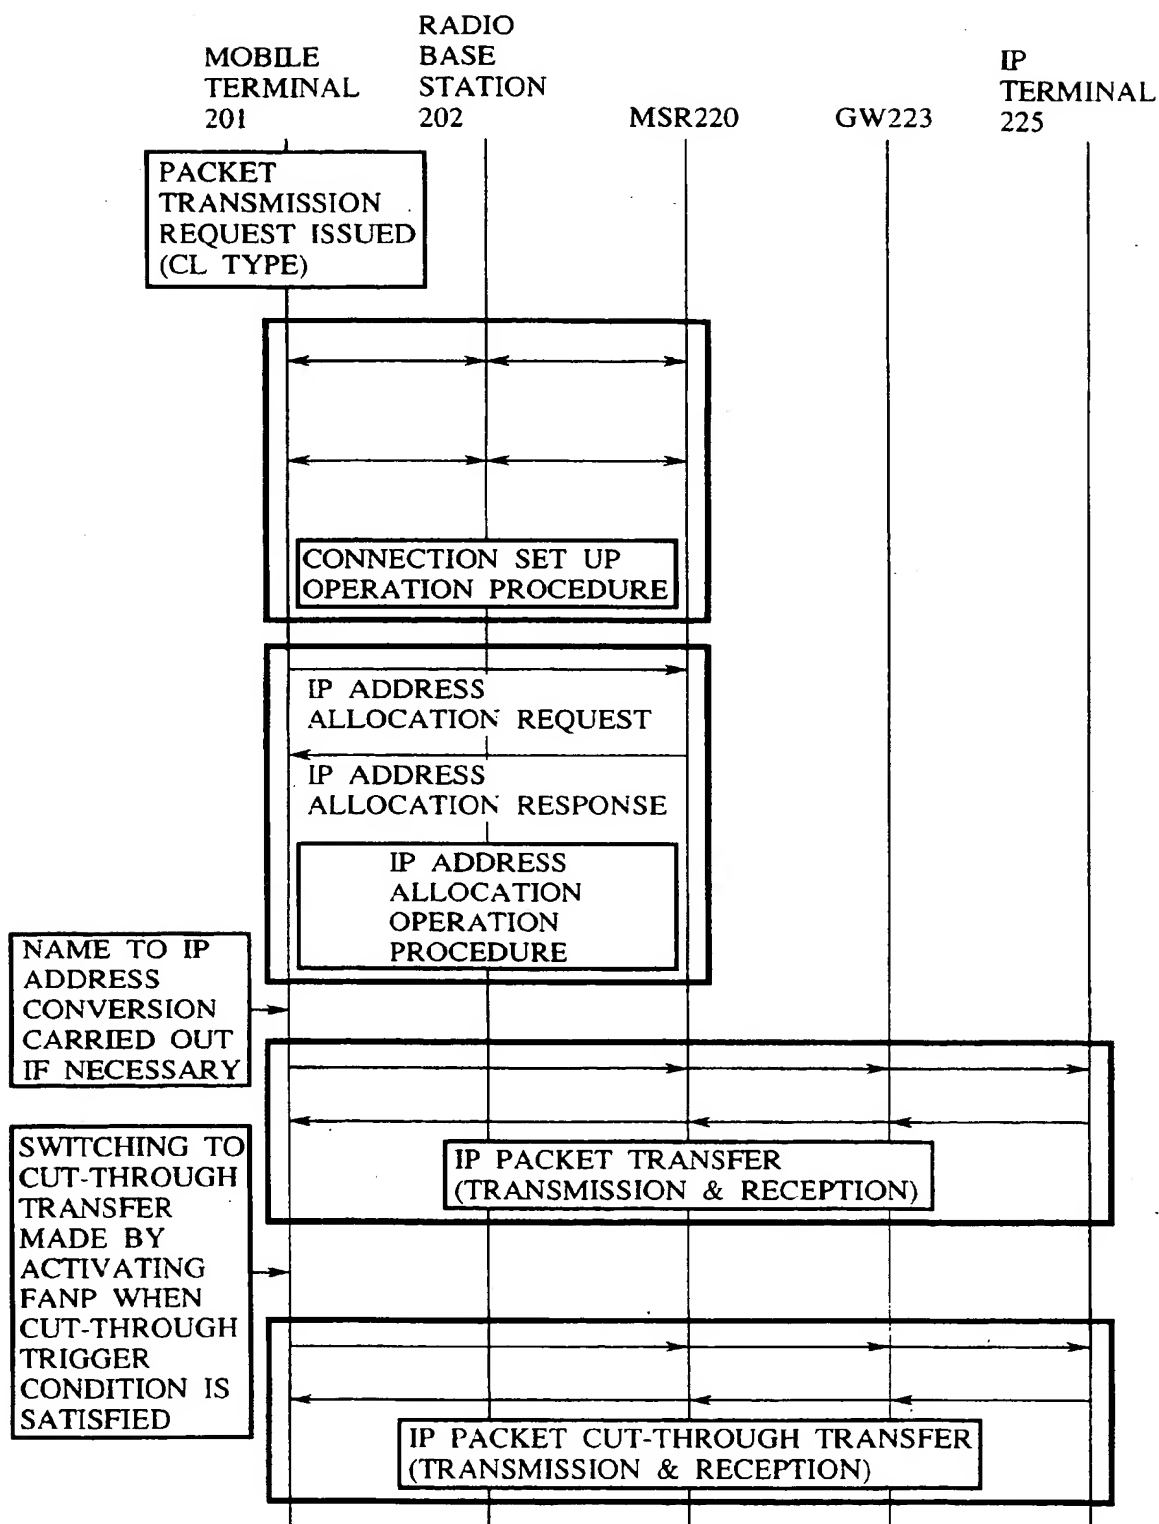 MOBILE
TERMINAL
201
RADIO
BASE
STATION
202
MSR220
GW223
IP
TERMINAL
225
PACKET
TRANSMISSION
REQUEST ISSUED
(CL TYPE)
CONNECTION SET UP
OPERATION PROCEDURE
IP ADDRESS
ALLOCATION REQUEST
IP ADDRESS
ALLOCATION RESPONSE
IP ADDRESS
ALLOCATION
OPERATION
PROCEDURE
NAME TO IP
ADDRESS
CONVERSION
CARRIED OUT
IF NECESSARY
IP PACKET TRANSFER
(TRANSMISSION & RECEPTION)
SWITCHING TO
CUT-THROUGH
TRANSFER
MADE BY
ACTIVATING
FANP WHEN
CUT-THROUGH
TRIGGER
CONDITION IS
SATISFIED
IP PACKET CUT-THROUGH TRANSFER
(TRANSMISSION & RECEPTION)